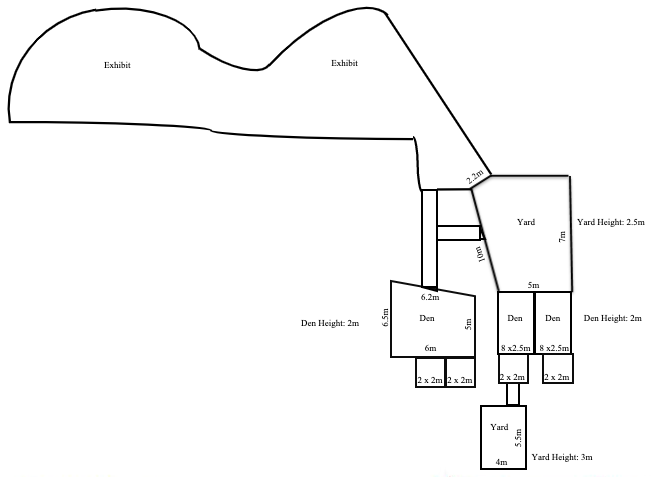 Exhibit
Exhibit
2.2m
Yard
Yard Height: 2.5m
7m
10m
5m
6.2m
6.5m
Den
5m
Den Height: 2m
6m
Den
Den
Den Height: 2m
8 x2.5m
8 x2.5m
2 x 2m
2 x 2m
2 x 2m
2 x 2m
Yard
5.5m
4m
Yard Height: 3m